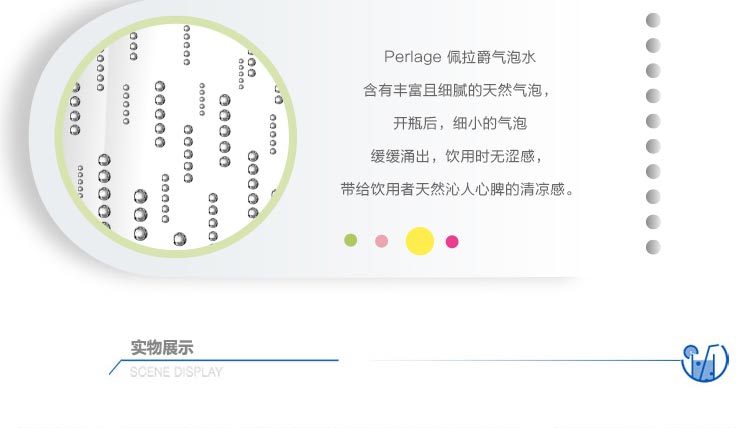 Perlage 佩拉爵气泡水
含有丰富且细腻的天然气泡，
开瓶后，细小的气泡
缓缓涌出，饮用时无涩感，
带给饮用者天然沁人心脾的清凉感。
实物展示
SCENE DISPLAY